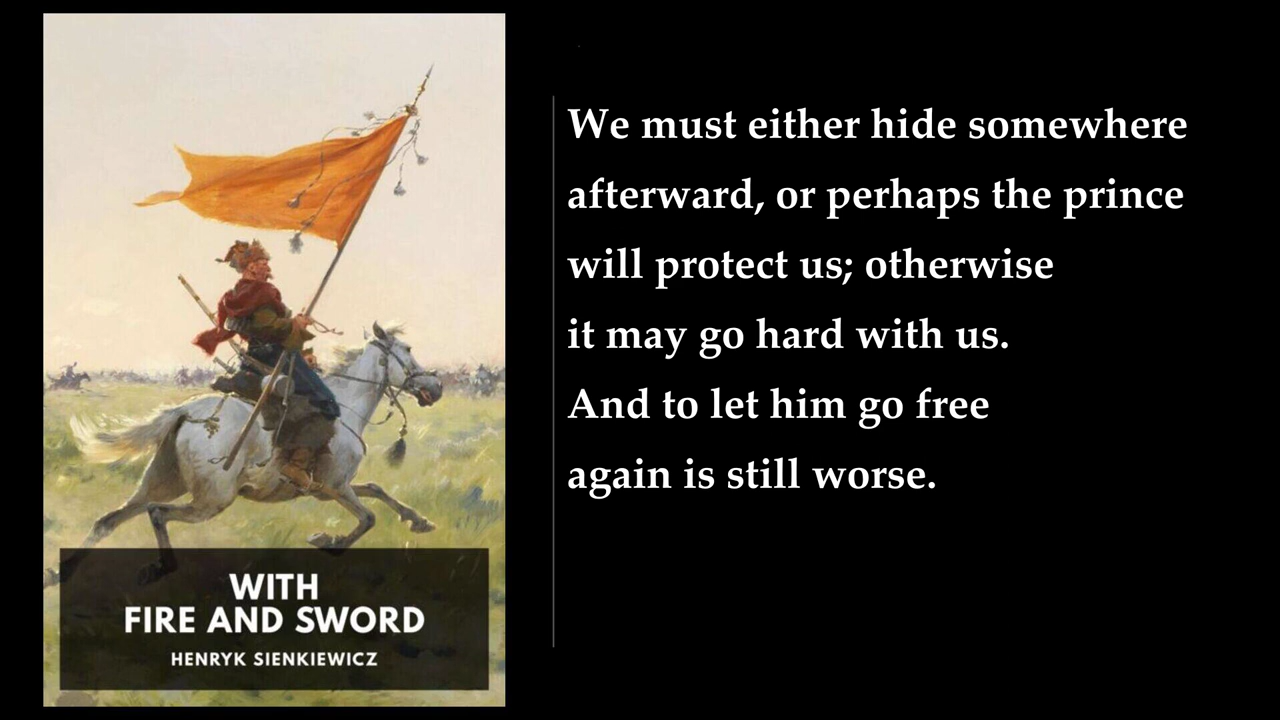 We must either hide somewhere
afterward, or perhaps the prince
will protect us; otherwise
it may go hard with us.
And to let him go free
again is still worse.
WITH
FIRE AND SWORD
HENRYK SIENKIEWICZ